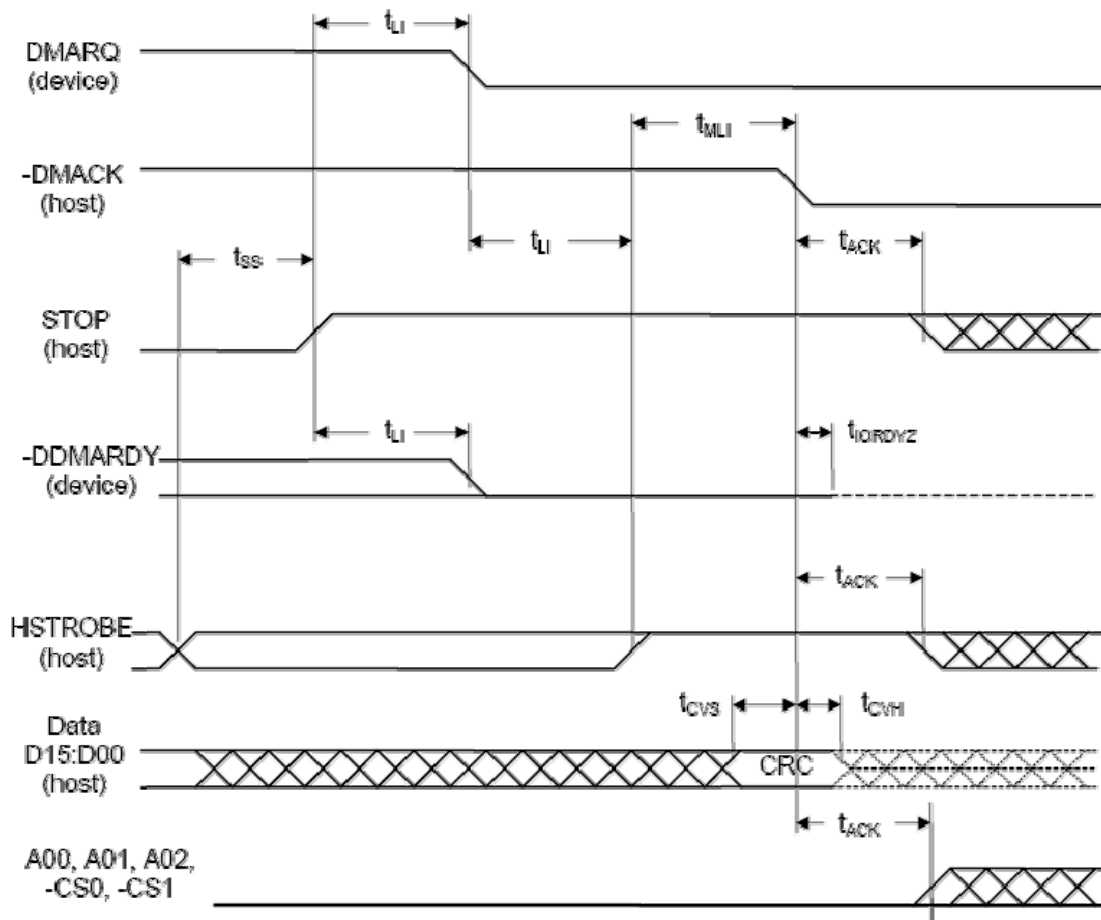 t_LI
DMARQ
(device)
t_MLI
-DMACK
(host)
t_LI
t_ACK
t_SS
STOP
(host)
t_LI
t_IORDYZ
-DDMARDY
(device)
t_ACK
HSTROBE
(host)
t_CVS
t_CVH
Data
D15:D00
(host)
CRC
t_ACK
A00, A01, A02,
-CS0, -CS1